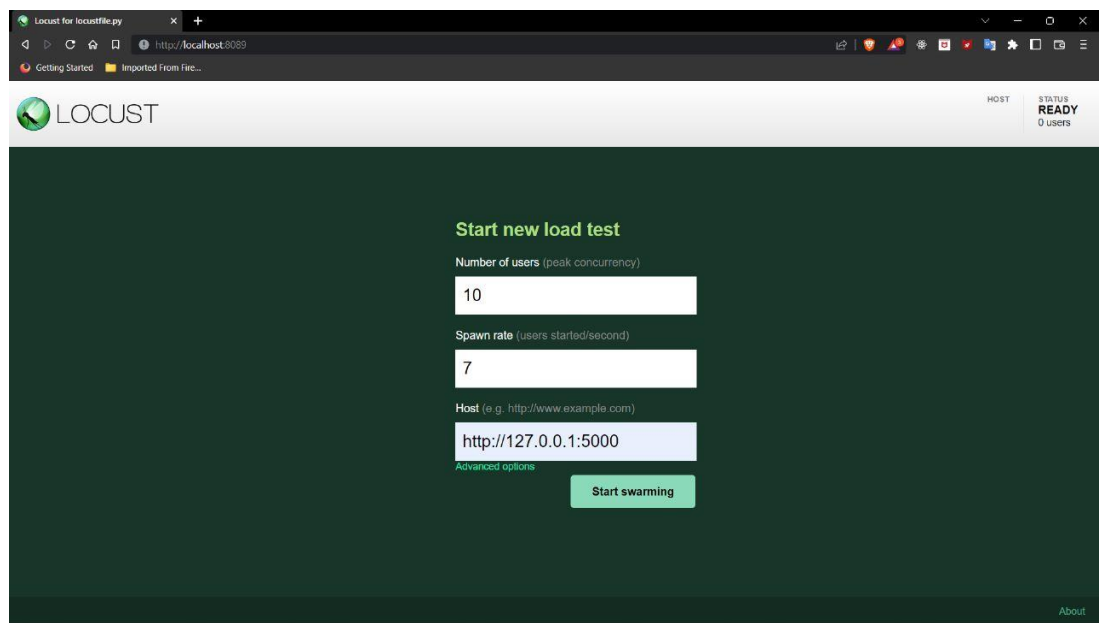 Locust for locustfile.py
http://localhost:8089
Getting Started Imported From Fire...
LOCUST
HOST
STATUS
READY
0 users
Start new load test
Number of users (peak concurrency)
10
Spawn rate (users started/second)
7
Host (e.g. http://www.example.com)
http://127.0.0.1:5000
Advanced options
Start swarming
About